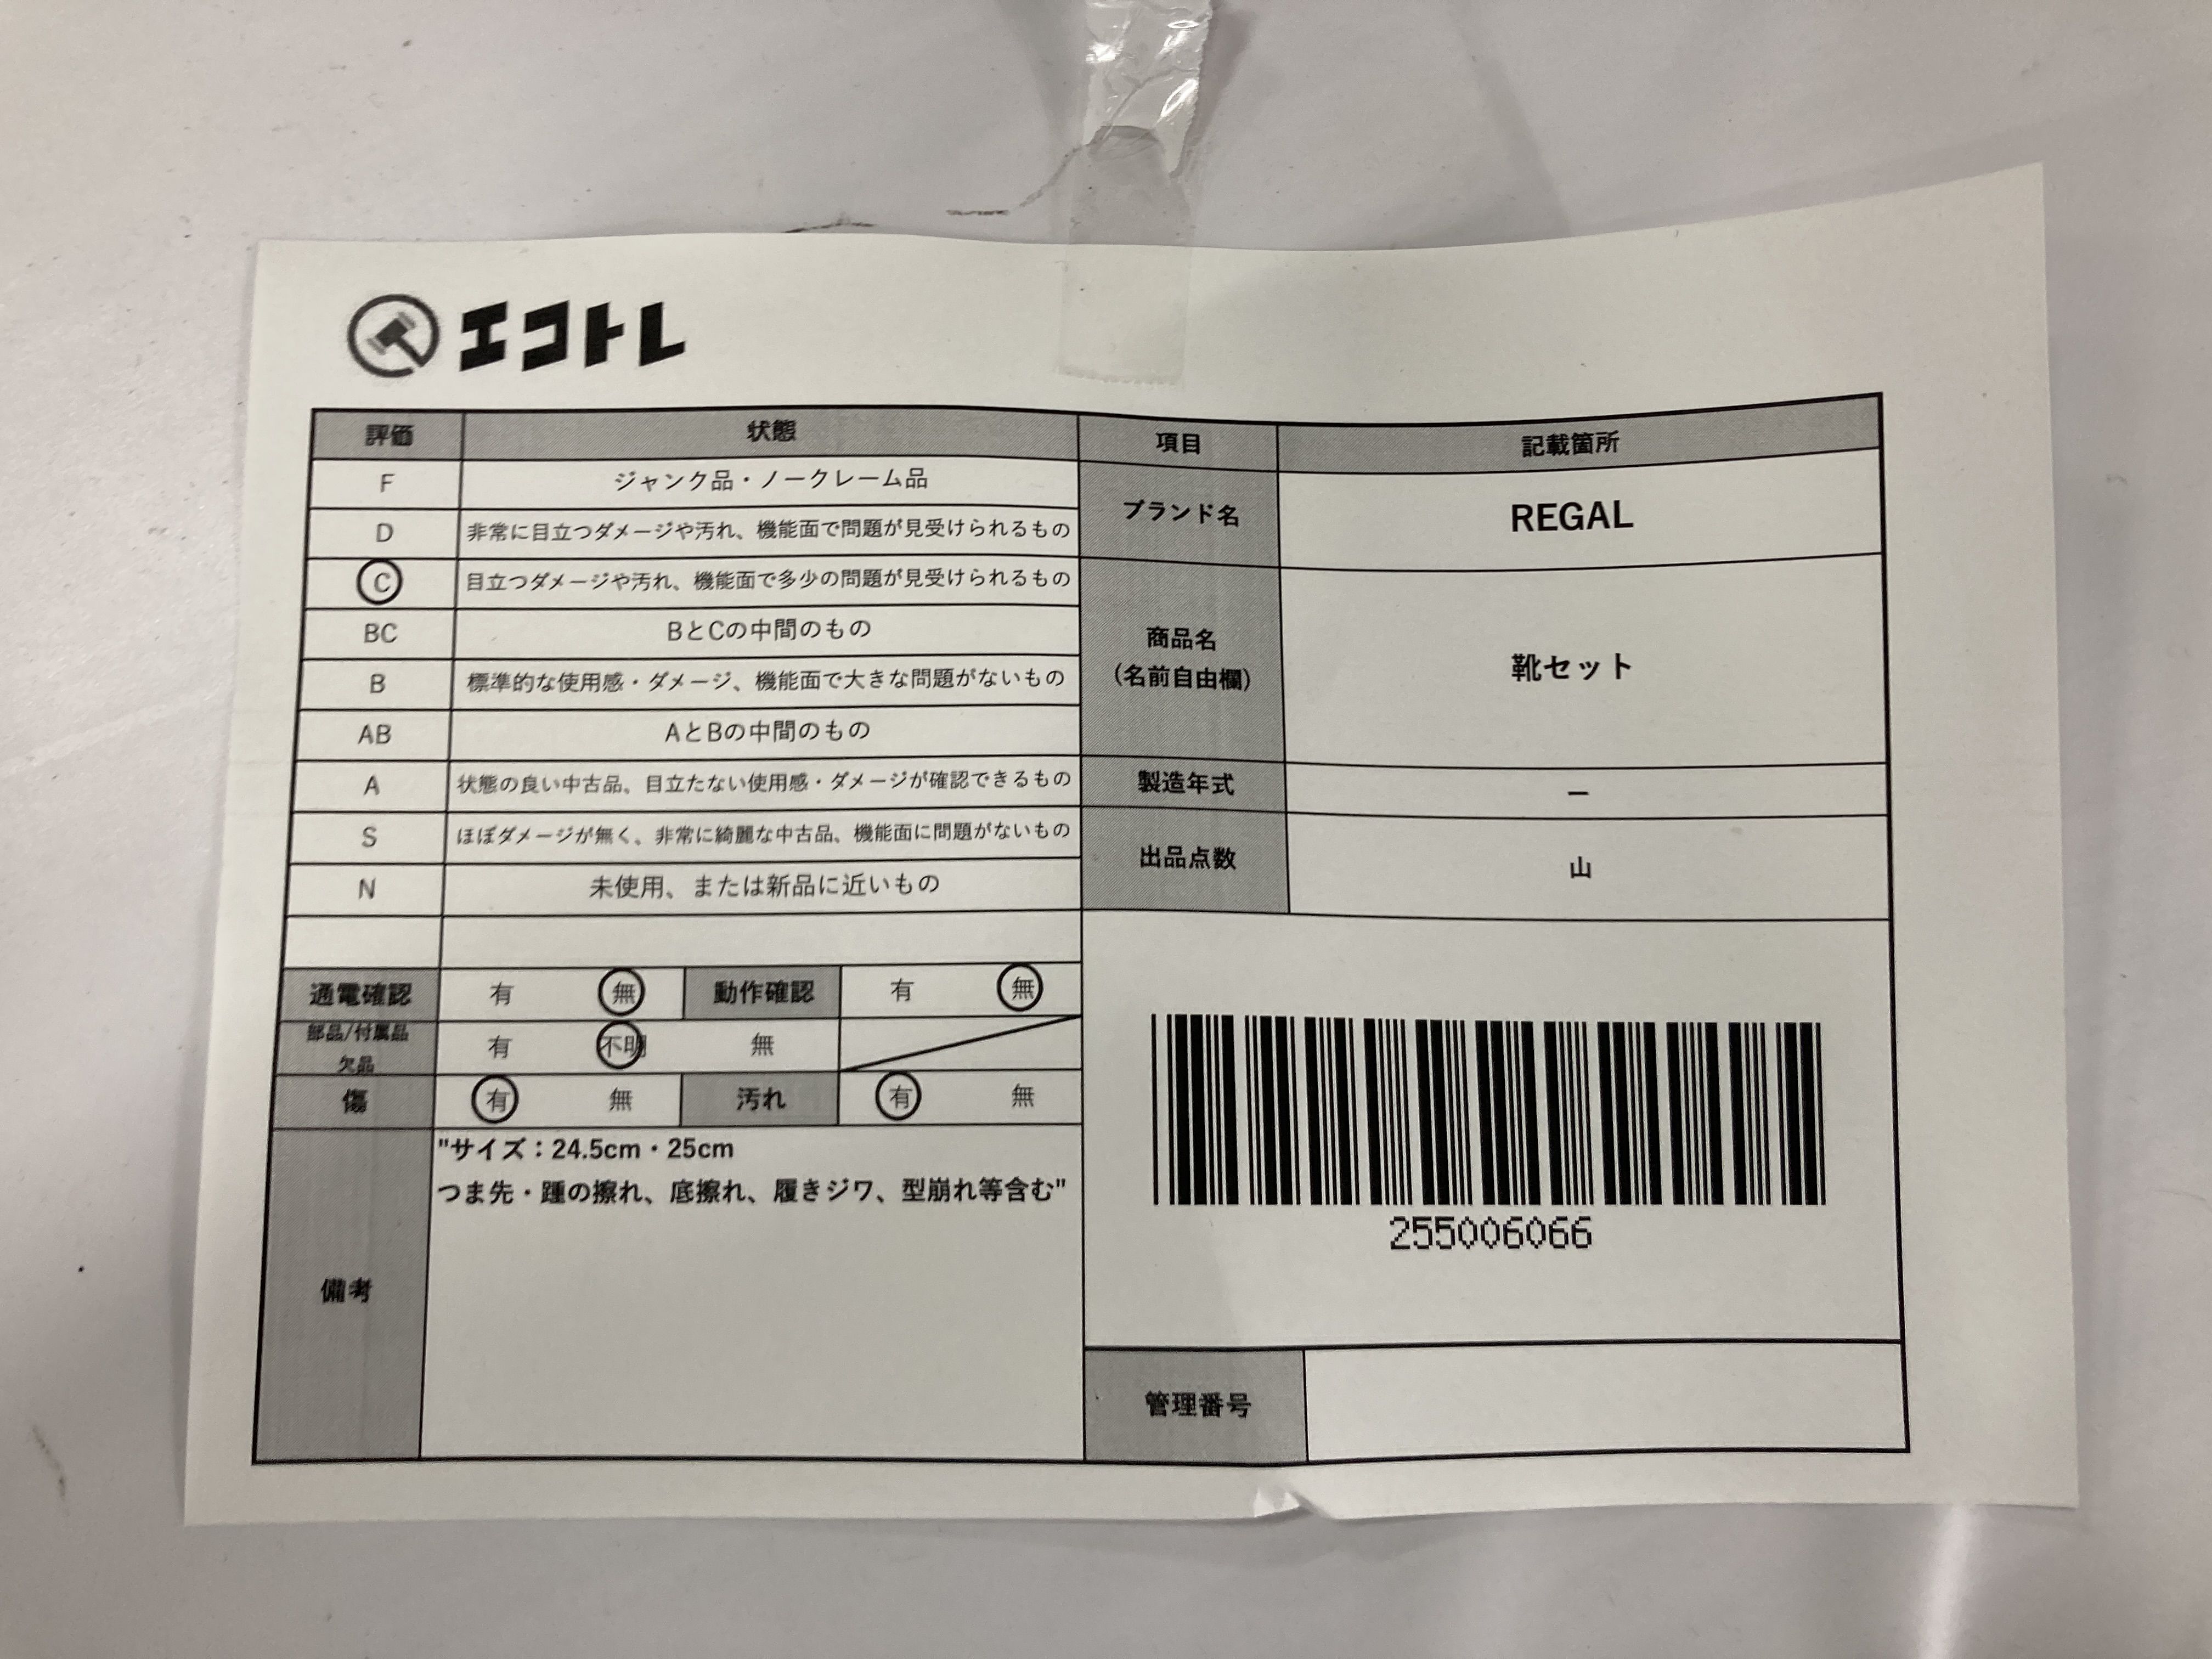 エコトレ
評価 状態
F ジャンク品・ノークレーム品
D 非常に目立つダメージや汚れ、機能面で問題が見受けられるもの
C 目立つダメージや汚れ、機能面で多少の問題が見受けられるもの
BC BとCの中間のもの
B 標準的な使用感・ダメージ、機能面で大きな問題がないもの
AB AとBの中間のもの
A 状態の良い中古品、目立たない使用感・ダメージが確認できるもの
S ほぼダメージが無く、非常に綺麗な中古品、機能面に問題がないもの
N 未使用、または新品に近いもの
通電確認 有 無 動作確認 有 無
部品/付属品
欠品 有 不明 無
傷 有 無 汚れ 有 無
備考
"サイズ：24.5cm・25cm
つま先・踵の擦れ、底擦れ、履きジワ、型崩れ等含む"
項目 記載箇所
ブランド名 REGAL
商品名
(名前自由欄) 靴セット
製造年式 ー
出品点数 山
255006066
管理番号